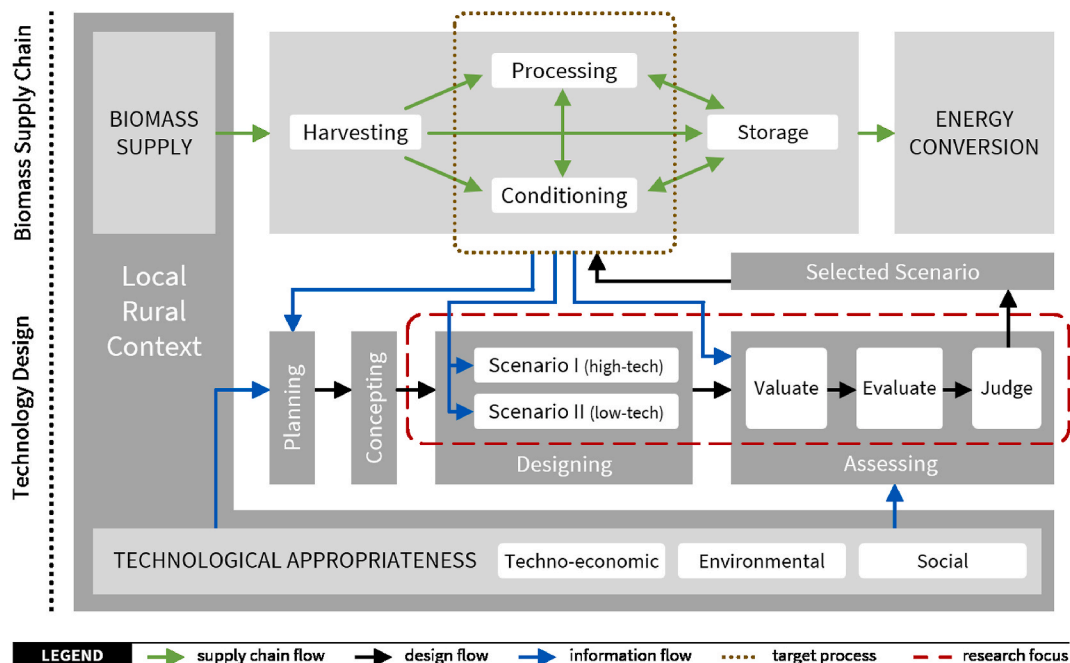 Biomass Supply Chain
BIOMASS
SUPPLY
Harvesting
Processing
Conditioning
Storage
ENERGY
CONVERSION
Technology Design
Local
Rural
Context
Selected Scenario
Planning
Concepting
Scenario I (high-tech)
Scenario II (low-tech)
Designing
Valuate
Evaluate
Judge
Assessing
TECHNOLOGICAL APPROPRIATENESS
Techno-economic
Environmental
Social
LEGEND
supply chain flow
design flow
information flow
target process
research focus